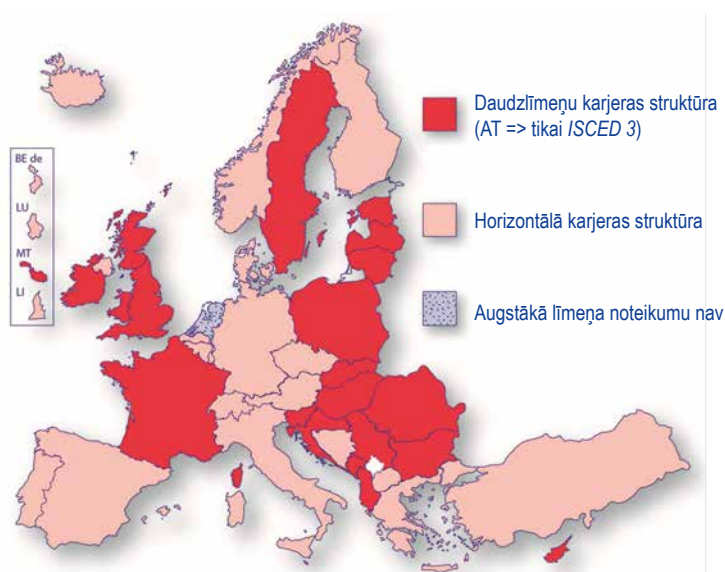 BE de
LU
MT
LI
Daudzlīmeņu karjeras struktūra
(AT => tikai ISCED 3)
Horizontālā karjeras struktūra
Augstākā līmeņa noteikumu nav